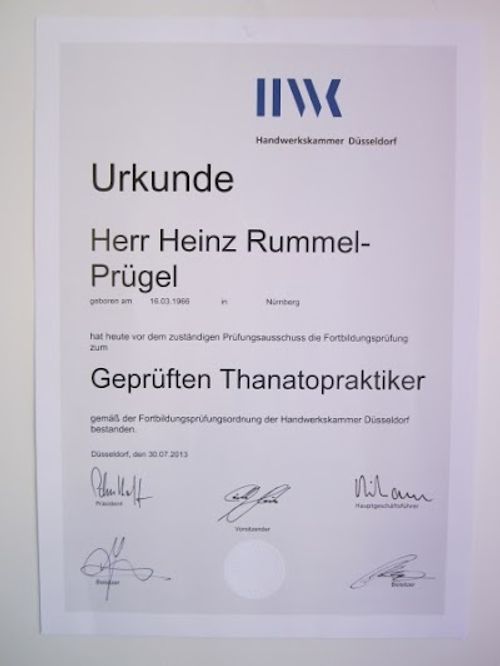 HWK
Handwerkskammer Düsseldorf
Urkunde
Herr Heinz Rummel-
Prügel
geboren am 16.03.1966 in Nürnberg
hat heute vor dem zuständigen Prüfungsausschuss die Fortbildungsprüfung
zum
Geprüften Thanatopraktiker
gemäß der Fortbildungsprüfungsordnung der Handwerkskammer Düsseldorf
bestanden.
Düsseldorf, den 30.07.2013
Präsident
Hauptgeschäftsführer
Vorsitzender
Beisitzer
Beisitzer